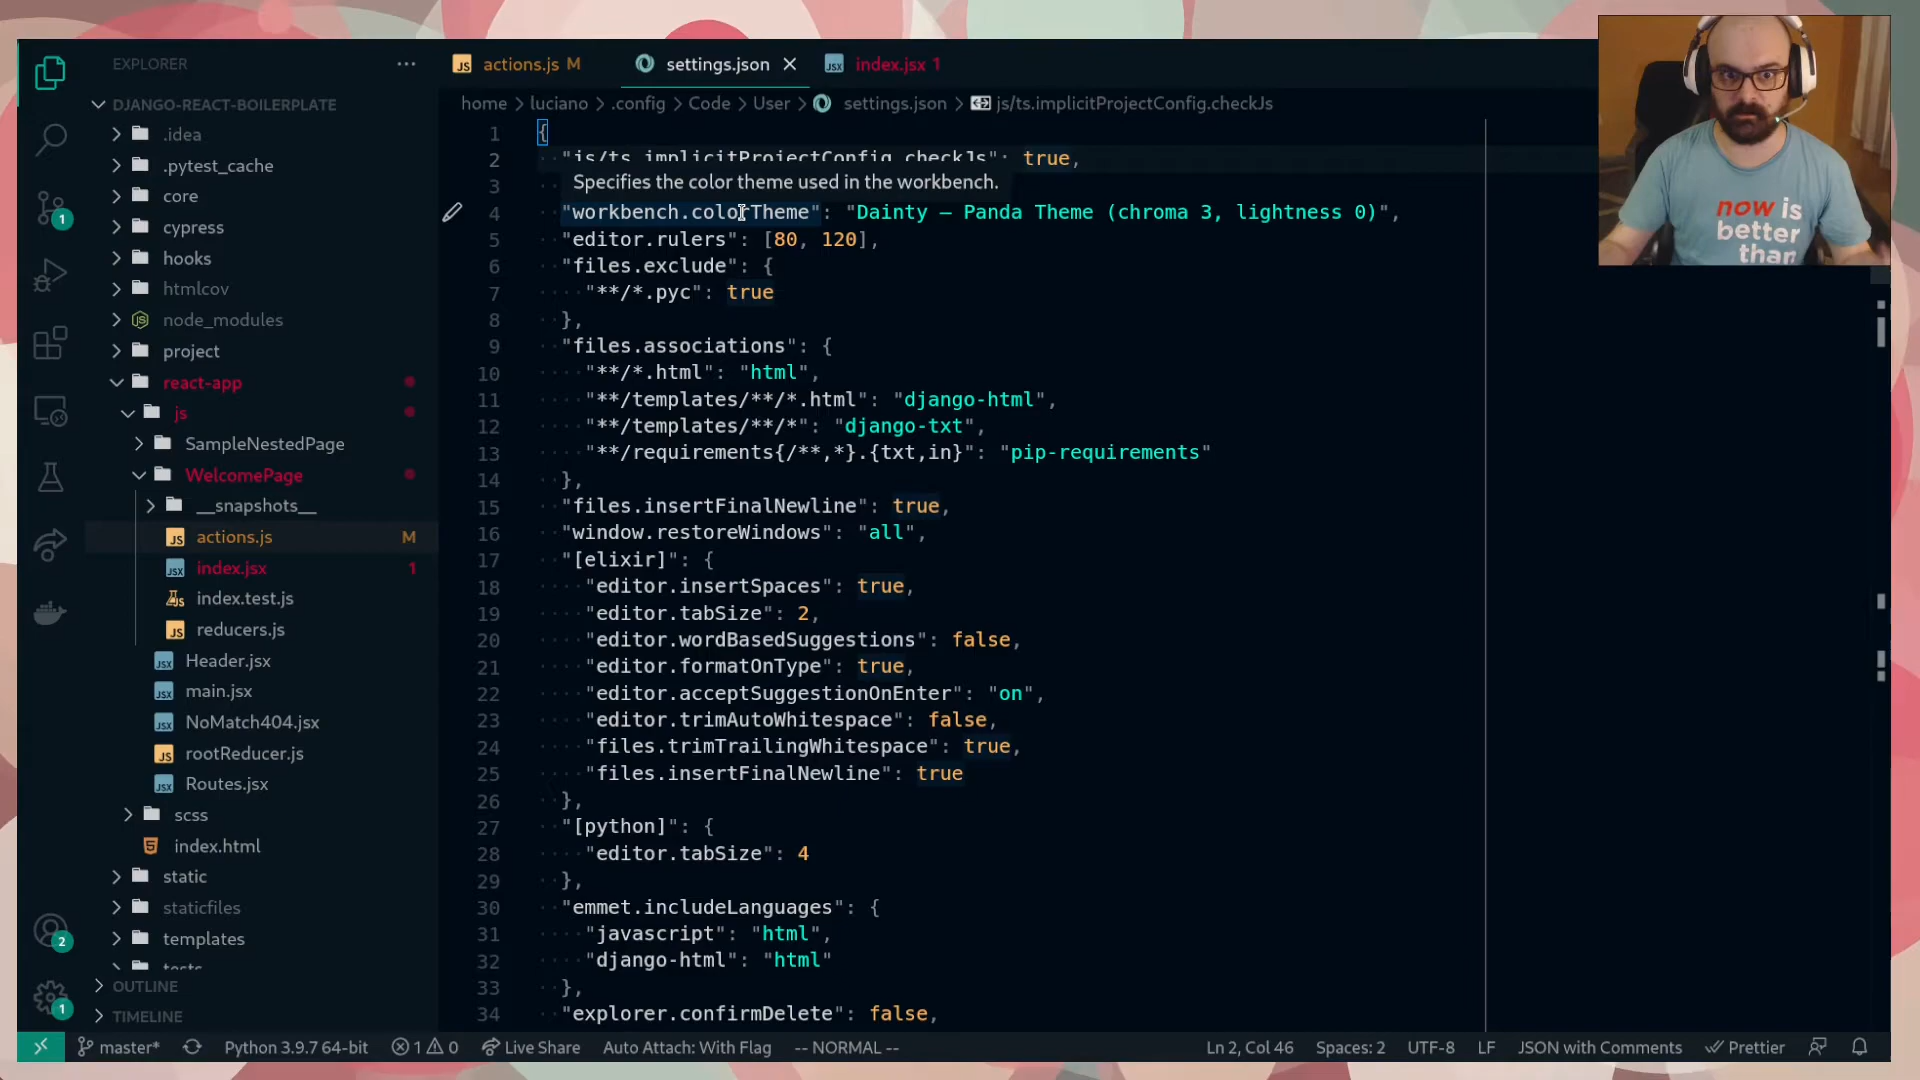 EXPLORER
DJANGO-REACT-BOILERPLATE
.idea
.pytest_cache
core
cypress
hooks
htmlcov
node_modules
project
react-app
js
SampleNestedPage
WelcomePage
__snapshots__
actions.js M
index.jsx 1
index.test.js
reducers.js
Header.jsx
main.jsx
NoMatch404.jsx
rootReducer.js
Routes.jsx
scss
index.html
static
staticfiles
templates
tests
OUTLINE
TIMELINE
1
2
1
actions.js M
settings.json
index.jsx 1
home > luciano > .config > Code > User > settings.json > js/ts.implicitProjectConfig.checkJs
1 {
2 "js/ts.implicitProjectConfig.checkJs": true,
Specifies the color theme used in the workbench.
3
4 "workbench.colorTheme": "Dainty – Panda Theme (chroma 3, lightness 0)",
5 "editor.rulers": [80, 120],
6 "files.exclude": {
7 "**/*.pyc": true
8 },
9 "files.associations": {
10 "**/*.html": "html",
11 "**/templates/**/*.html": "django-html",
12 "**/templates/**/*": "django-txt",
13 "**/requirements{/**,*}.{txt,in}": "pip-requirements"
14 },
15 "files.insertFinalNewline": true,
16 "window.restoreWindows": "all",
17 "[elixir]": {
18 "editor.insertSpaces": true,
19 "editor.tabSize": 2,
20 "editor.wordBasedSuggestions": false,
21 "editor.formatOnType": true,
22 "editor.acceptSuggestionOnEnter": "on",
23 "editor.trimAutoWhitespace": false,
24 "files.trimTrailingWhitespace": true,
25 "files.insertFinalNewline": true
26 },
27 "[python]": {
28 "editor.tabSize": 4
29 },
30 "emmet.includeLanguages": {
31 "javascript": "html",
32 "django-html": "html"
33 },
34 "explorer.confirmDelete": false,
now is
better
than
master* Python 3.9.7 64-bit 1 0 Live Share Auto Attach: With Flag -- NORMAL -- Ln 2, Col 46 Spaces: 2 UTF-8 LF JSON with Comments Prettier